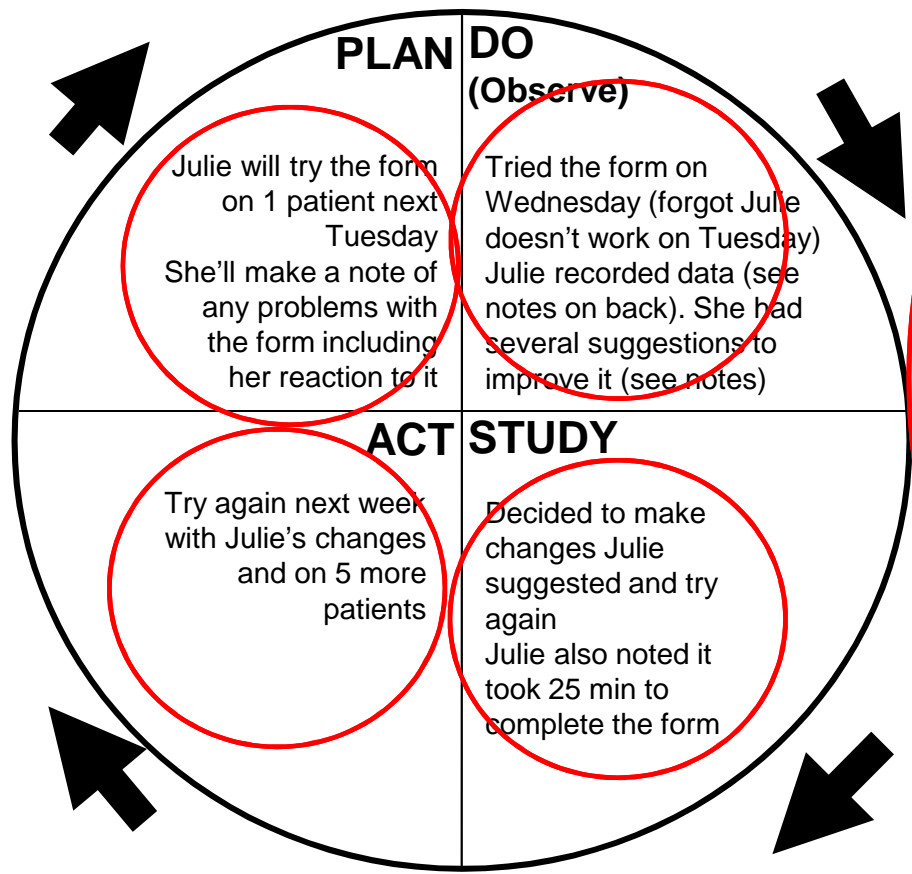 PLAN
Julie will try the form
on 1 patient next
Tuesday
She'll make a note of
any problems with
the form including
her reaction to it
DO
(Observe)
Tried the form on
Wednesday (forgot Julie
doesn't work on Tuesday)
Julie recorded data (see
notes on back). She had
several suggestions to
improve it (see notes)
ACT
Try again next week
with Julie's changes
and on 5 more
patients
STUDY
Decided to make
changes Julie
suggested and try
again
Julie also noted it
took 25 min to
complete the form